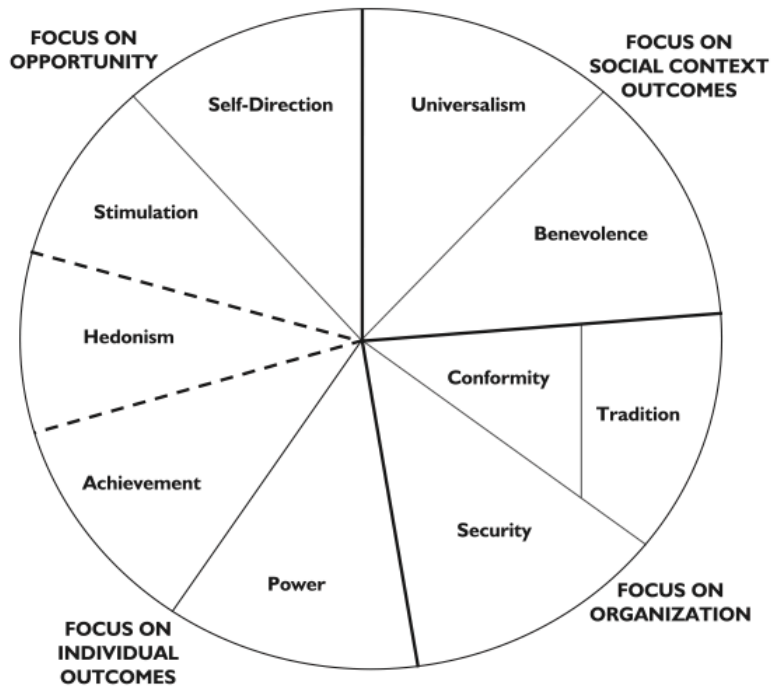 FOCUS ON
OPPORTUNITY
FOCUS ON
SOCIAL CONTEXT
OUTCOMES
Self-Direction
Universalism
Stimulation
Benevolence
Hedonism
Conformity
Tradition
Achievement
Security
Power
FOCUS ON
ORGANIZATION
FOCUS ON
INDIVIDUAL
OUTCOMES